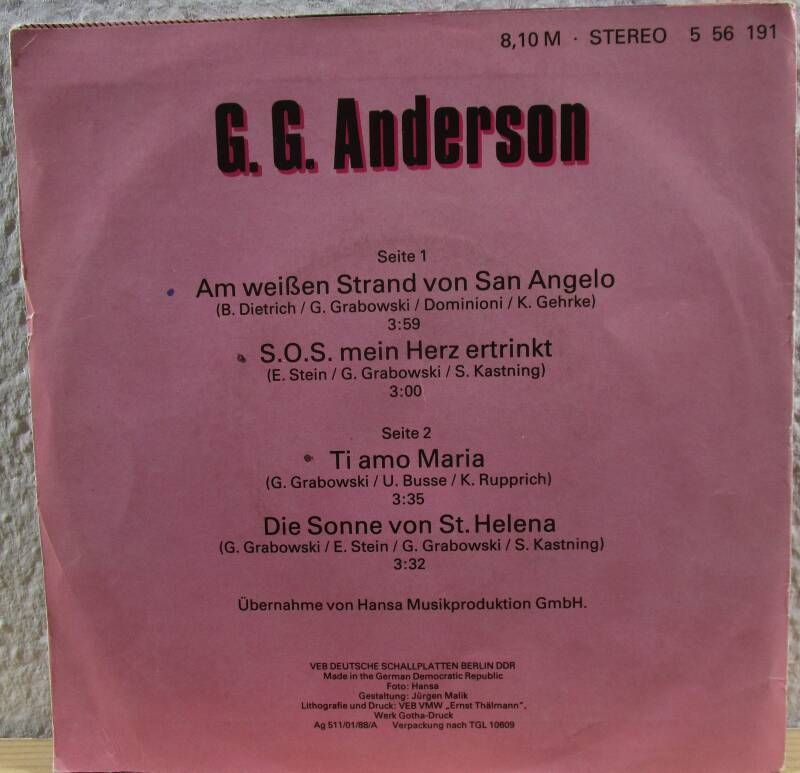 8,10 M · STEREO 5 56 191
G. G. Anderson
Seite 1
Am weißen Strand von San Angelo
(B. Dietrich / G. Grabowski / Dominioni / K. Gehrke)
3:59
S.O.S. mein Herz ertrinkt
(E. Stein / G. Grabowski / S. Kastning)
3:00
Seite 2
Ti amo Maria
(G. Grabowski / U. Busse / K. Rupprich)
3:35
Die Sonne von St. Helena
(G. Grabowski / E. Stein / G. Grabowski / S. Kastning)
3:32
Übernahme von Hansa Musikproduktion GmbH.
VEB DEUTSCHE SCHALLPLATTEN BERLIN DDR
Made in the German Democratic Republic
Foto: Hansa
Gestaltung: Jürgen Malik
Lithografie und Druck: VEB VMW „Ernst Thälmann",
Werk Gotha-Druck
Ag 511/01/88/A Verpackung nach TGL 10609